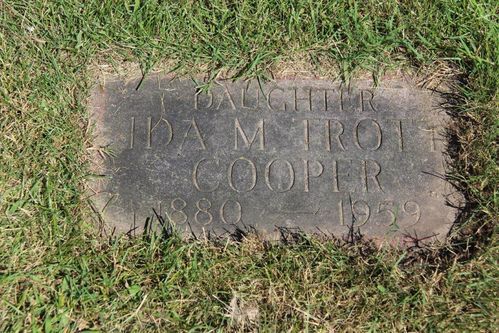 DAUGHTER
IDA M TROTT
COOPER
1880 — 1959